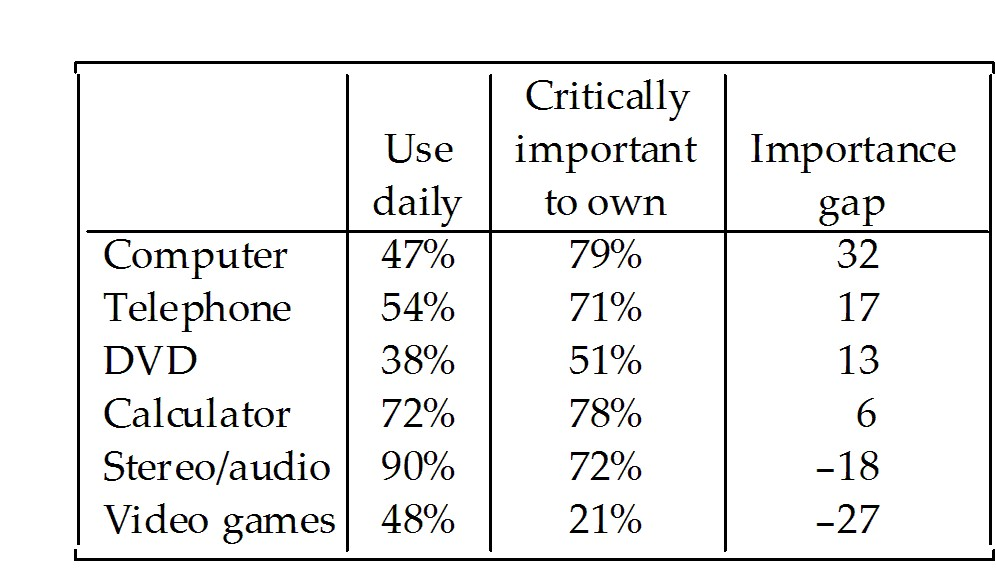 Critically
Use important Importance
daily to own gap
Computer 47% 79% 32
Telephone 54% 71% 17
DVD 38% 51% 13
Calculator 72% 78% 6
Stereo/audio 90% 72% –18
Video games 48% 21% –27